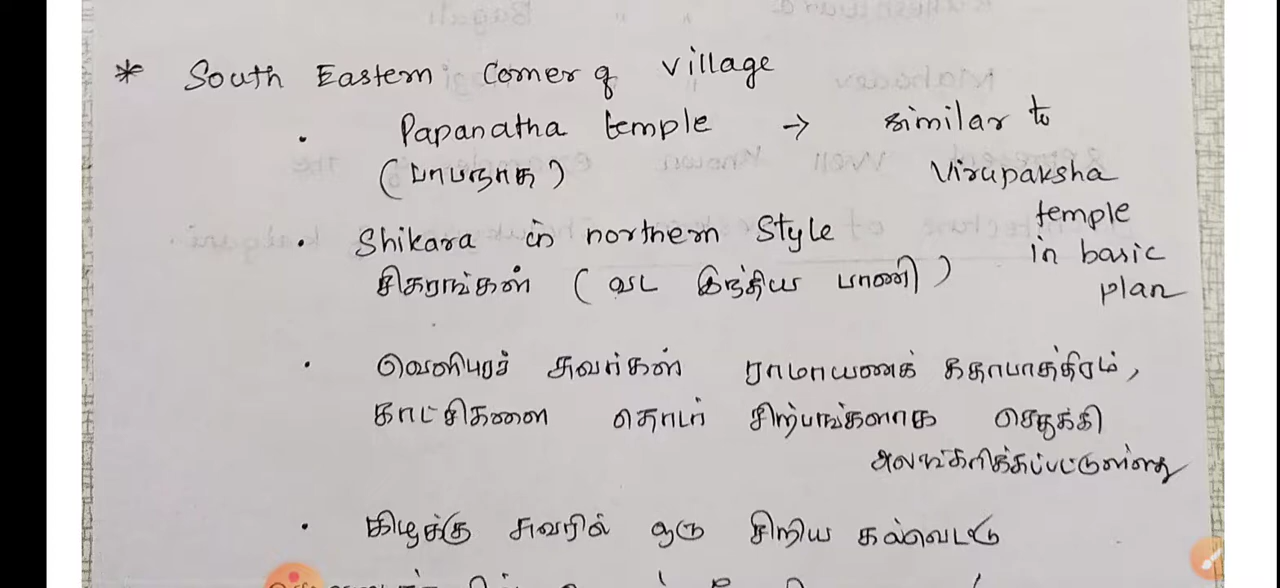 * South Eastern Corner of village
. Papanatha temple → similar to
(பாபநாத) Virupaksha
temple
. Shikara in northern Style in basic
சிகரங்கள் (வட இந்திய பாணி) plan
. வெளிபுரச் சுவர்கள் ராமாயணக் கதாபாத்திரம்,
காட்சிகளை தொடர் சிற்பங்களாக செதுக்கி
அலங்கரிக்கப்பட்டுள்ளது
. கிழக்கு சுவரில் ஒரு சிறிய கல்வெட்டு